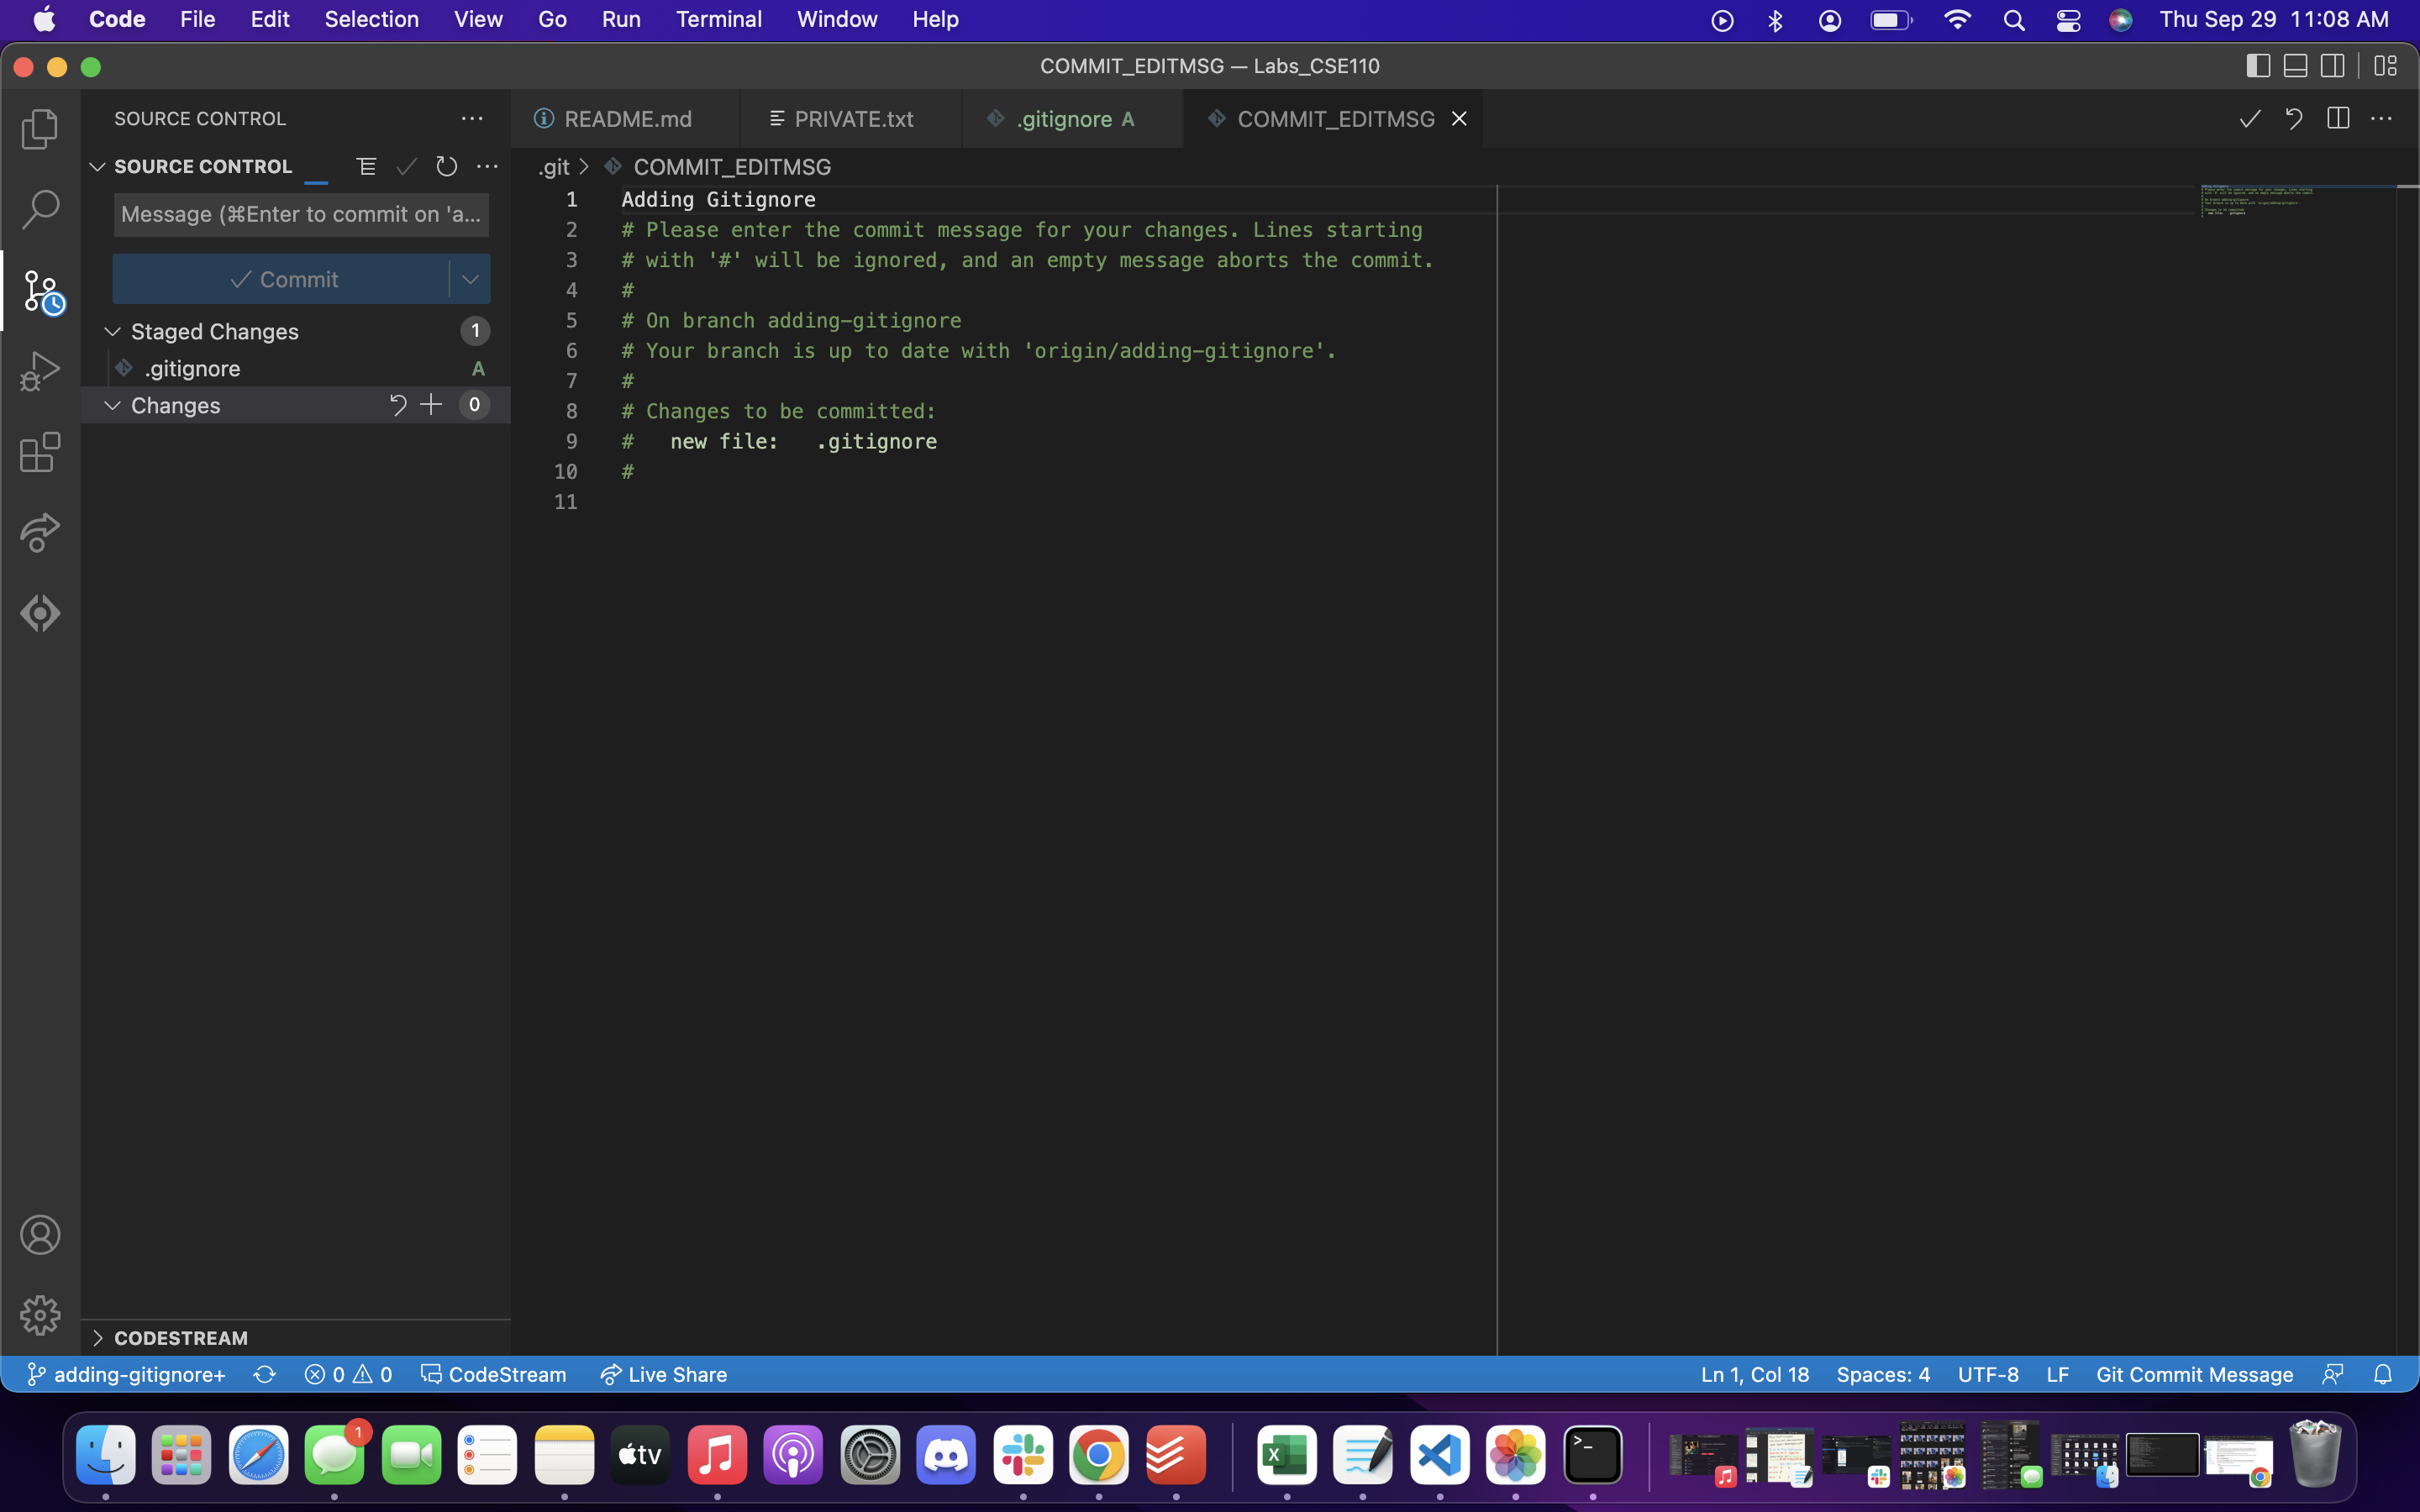 Code File Edit Selection View Go Run Terminal Window Help Thu Sep 29 11:08 AM
COMMIT_EDITMSG — Labs_CSE110
SOURCE CONTROL
README.md PRIVATE.txt .gitignore A COMMIT_EDITMSG
SOURCE CONTROL
.git > COMMIT_EDITMSG
Message (⌘Enter to commit on 'a...
Commit
Staged Changes 1
.gitignore A
Changes 0
1 Adding Gitignore
2 # Please enter the commit message for your changes. Lines starting
3 # with '#' will be ignored, and an empty message aborts the commit.
4 #
5 # On branch adding-gitignore
6 # Your branch is up to date with 'origin/adding-gitignore'.
7 #
8 # Changes to be committed:
9 #   new file:   .gitignore
10 #
11
CODESTREAM
adding-gitignore+ 0 0 CodeStream Live Share Ln 1, Col 18 Spaces: 4 UTF-8 LF Git Commit Message
1
tv
X
>_